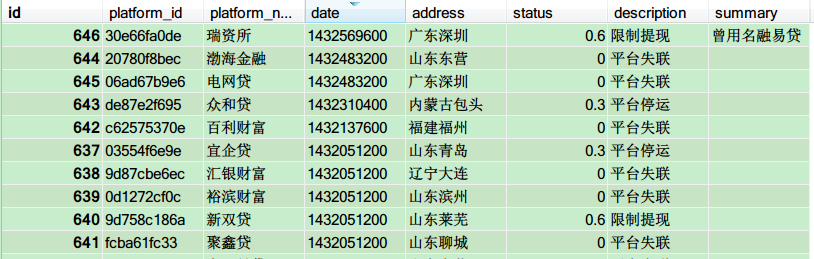 id platform_id platform_n... date address status description summary
646 30e66fa0de 瑞资所 1432569600 广东深圳 0.6 限制提现 曾用名融易贷
644 20780f8bec 渤海金融 1432483200 山东东营 0 平台失联
645 06ad67b9e6 电网贷 1432483200 广东深圳 0 平台失联
643 de87e2f695 众和贷 1432310400 内蒙古包头 0.3 平台停运
642 c62575370e 百利财富 1432137600 福建福州 0 平台失联
637 03554f6e9e 宜企贷 1432051200 山东青岛 0.3 平台停运
638 9d87cbe6ec 汇银财富 1432051200 辽宁大连 0 平台失联
639 0d1272cf0c 裕滨财富 1432051200 山东滨州 0 平台失联
640 9d758c186a 新双贷 1432051200 山东莱芜 0.6 限制提现
641 fcba61fc33 聚鑫贷 1432051200 山东聊城 0 平台失联